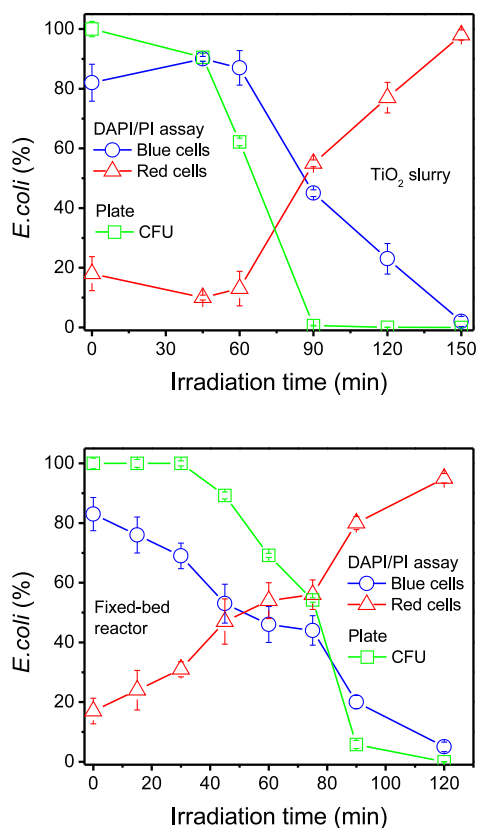 100
80
60
40
20
0
E.coli (%)
DAPI/PI assay
Blue cells
Red cells
Plate
CFU
TiO₂ slurry
0
30
60
90
120
150
Irradiation time (min)
100
80
60
40
20
0
E.coli (%)
DAPI/PI assay
Blue cells
Red cells
Plate
CFU
Fixed-bed
reactor
0
20
40
60
80
100
120
Irradiation time (min)